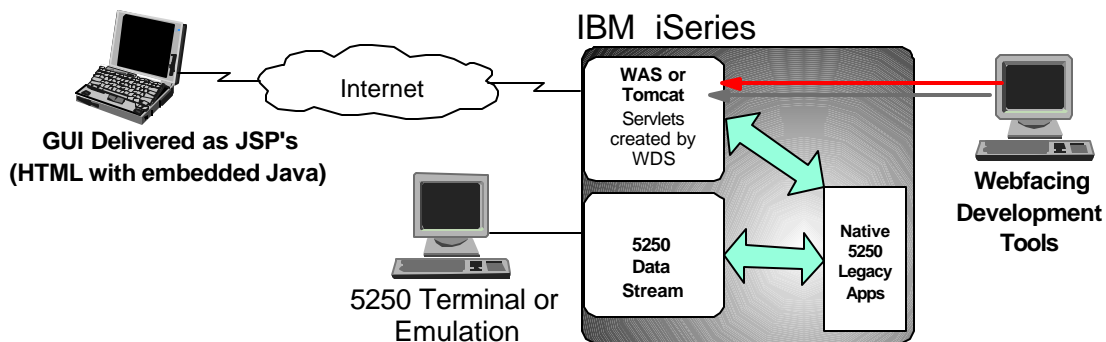 IBM iSeries
Internet
WAS or
Tomcat
Servlets
created by
WDS
GUI Delivered as JSP's
(HTML with embedded Java)
Webfacing
Development
Tools
5250
Data
Stream
Native
5250
Legacy
Apps
5250 Terminal or
Emulation